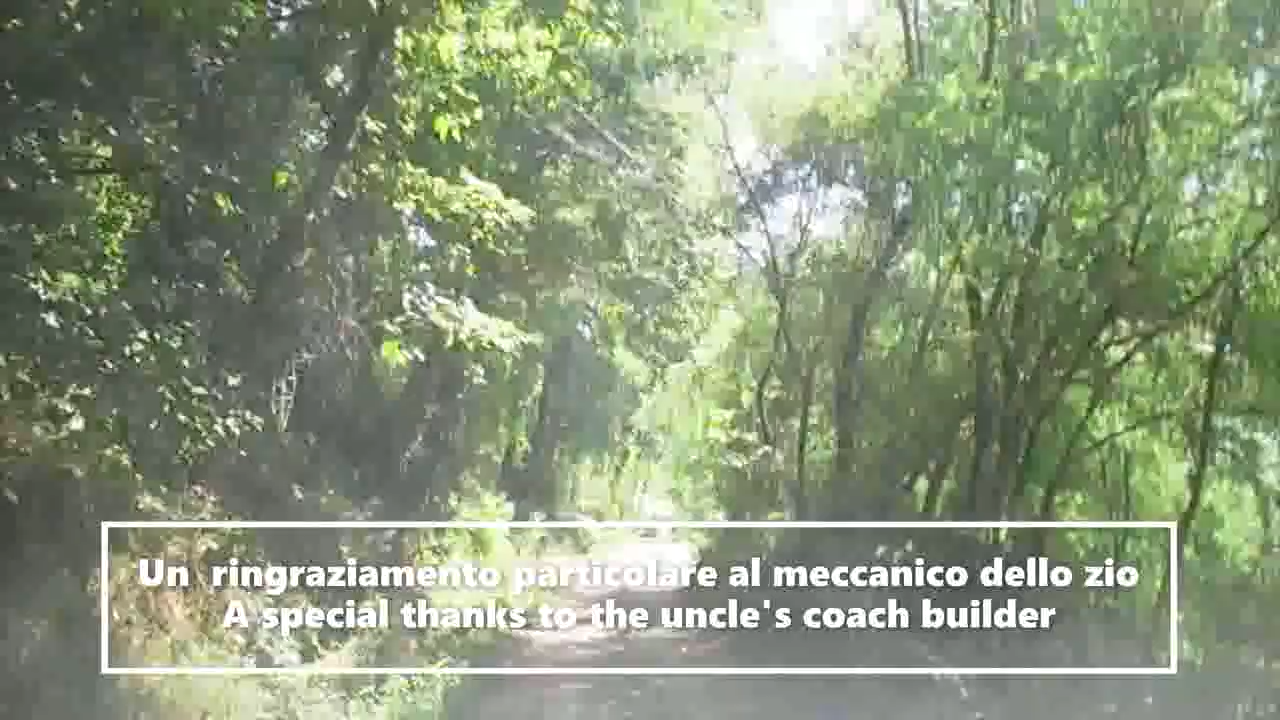 Un  ringraziamento particolare al meccanico dello zio
A special thanks to the uncle's coach builder